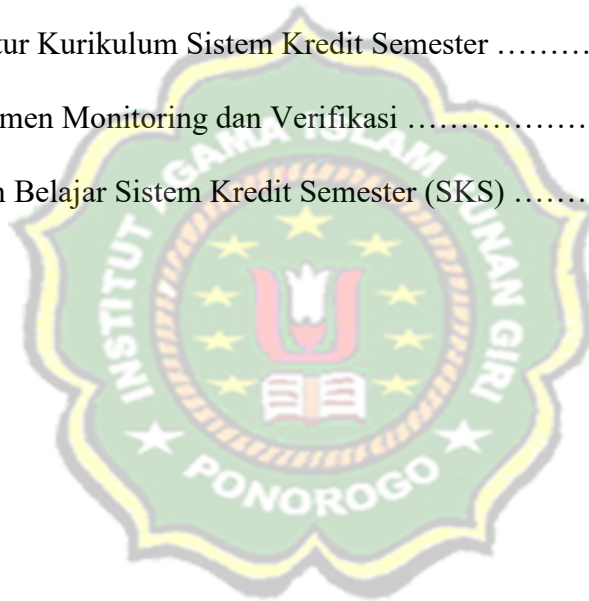 tur Kurikulum Sistem Kredit Semester ………
men Monitoring dan Verifikasi ………………
n Belajar Sistem Kredit Semester (SKS) ……
INSTITUT AGAMA ISLAM SUNAN GIRI
PONOROGO